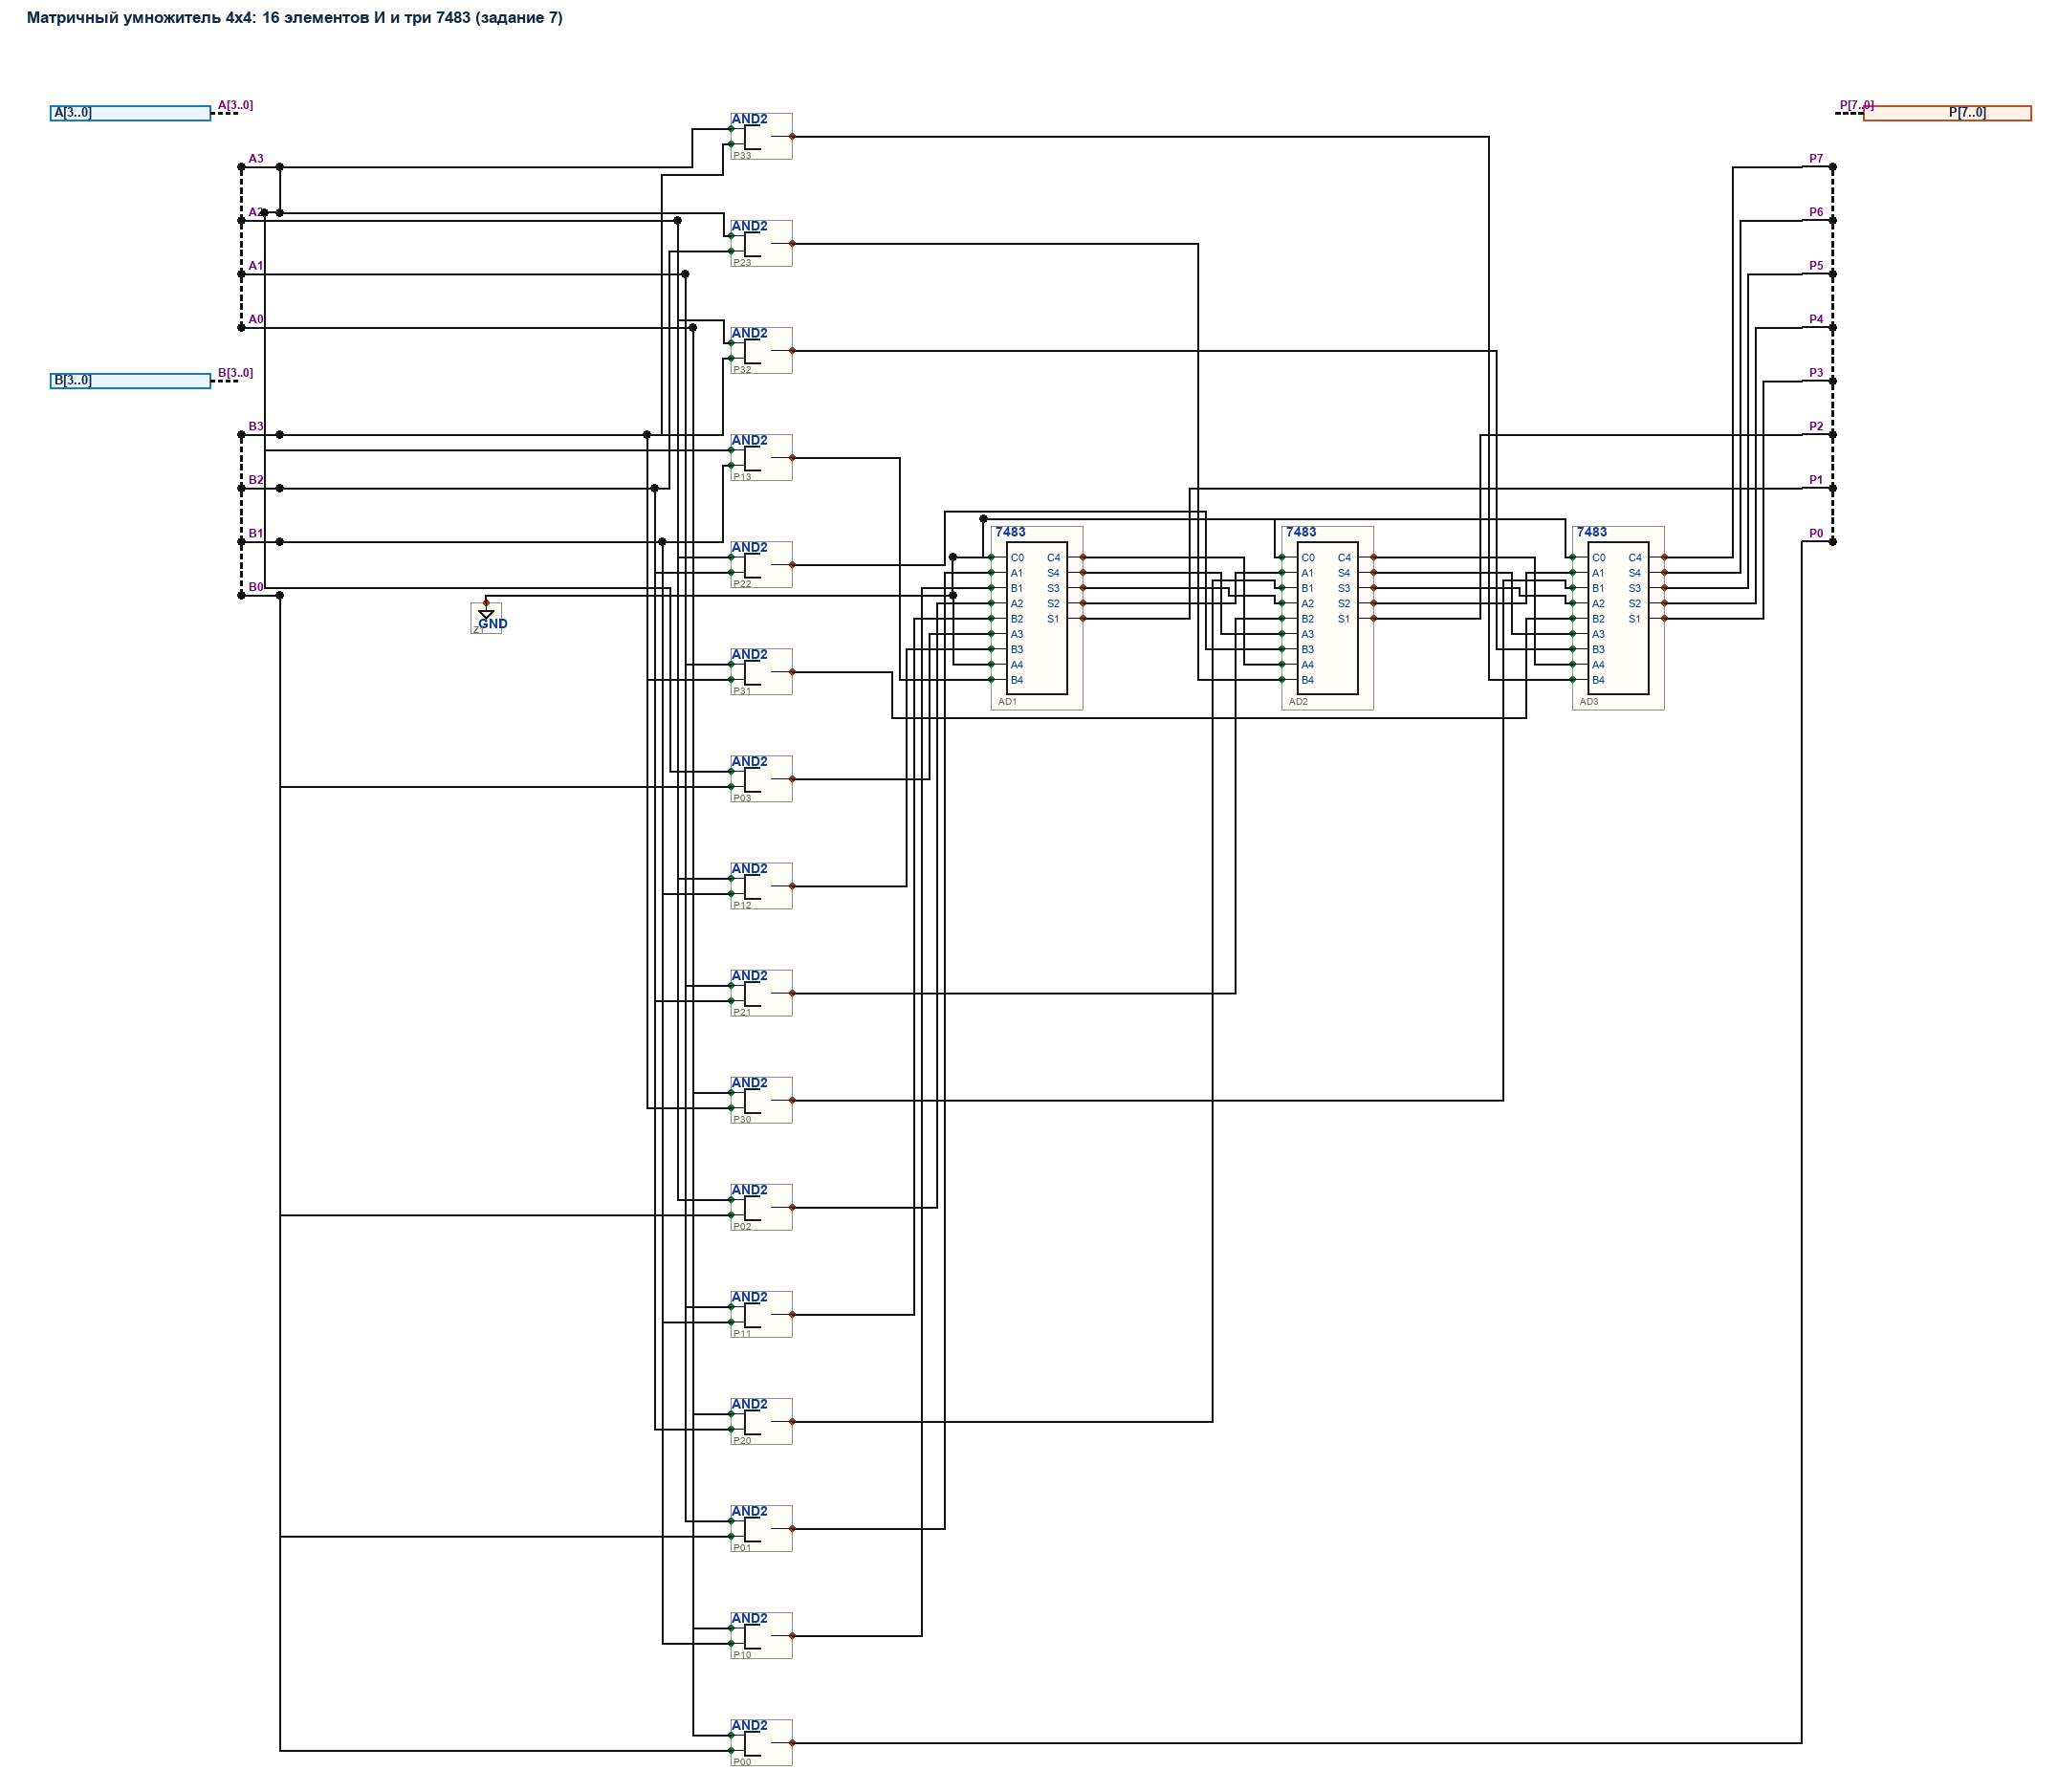 Матричный умножитель 4x4: 16 элементов И и три 7483 (задание 7)
A[3..0] A[3..0]
P[7..0] P[7..0]
A3
A2
A1
A0
B[3..0] B[3..0]
B3
B2
B1
B0
GND
Z1
AND2
P33
AND2
P23
AND2
P32
AND2
P13
AND2
P22
AND2
P31
AND2
P03
AND2
P12
AND2
P21
AND2
P30
AND2
P02
AND2
P11
AND2
P20
AND2
P01
AND2
P10
AND2
P00
7483
C0 C4
A1 S4
B1 S3
A2 S2
B2 S1
A3
B3
A4
B4
AD1
7483
C0 C4
A1 S4
B1 S3
A2 S2
B2 S1
A3
B3
A4
B4
AD2
7483
C0 C4
A1 S4
B1 S3
A2 S2
B2 S1
A3
B3
A4
B4
AD3
P7
P6
P5
P4
P3
P2
P1
P0